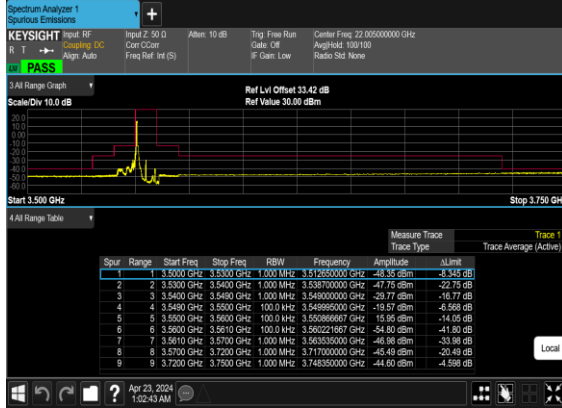 Spectrum Analyzer 1
Spurious Emissions
KEYSIGHT Input: RF Input Z: 50 Ω Atten: 10 dB Trig: Free Run Center Freq: 22.005000000 GHz
R T Coupling: DC Corr CCorr Gate: Off Avg|Hold: 100/100
Align: Auto Freq Ref: Int (S) IF Gain: Low Radio Std: None
PASS
3 All Range Graph
Ref Lvl Offset 33.42 dB
Scale/Div 10.0 dB Ref Value 30.00 dBm
20.0
10.0
0.00
-10.0
-20.0
-30.0
-40.0
-50.0
-60.0
Start 3.500 GHz Stop 3.750 GH
4 All Range Table
Measure Trace Trace 1
Trace Type Trace Average (Active)
Spur Range Start Freq Stop Freq RBW Frequency Amplitude ΔLimit
1 1 3.5000 GHz 3.5300 GHz 1.000 MHz 3.512650000 GHz -48.35 dBm -8.345 dB
2 2 3.5300 GHz 3.5400 GHz 1.000 MHz 3.538700000 GHz -47.75 dBm -22.75 dB
3 3 3.5400 GHz 3.5490 GHz 1.000 MHz 3.549000000 GHz -29.77 dBm -16.77 dB
4 4 3.5490 GHz 3.5500 GHz 100.0 kHz 3.549995000 GHz -19.57 dBm -6.568 dB
5 5 3.5500 GHz 3.5600 GHz 100.0 kHz 3.550866667 GHz 15.95 dBm -14.05 dB
6 6 3.5600 GHz 3.5610 GHz 100.0 kHz 3.560221667 GHz -54.80 dBm -41.80 dB
7 7 3.5610 GHz 3.5700 GHz 1.000 MHz 3.563535000 GHz -46.98 dBm -33.98 dB
8 8 3.5700 GHz 3.7200 GHz 1.000 MHz 3.717000000 GHz -45.49 dBm -20.49 dB
9 9 3.7200 GHz 3.7500 GHz 1.000 MHz 3.748350000 GHz -44.60 dBm -4.598 dB
Local
Apr 23, 2024
1:02:43 AM